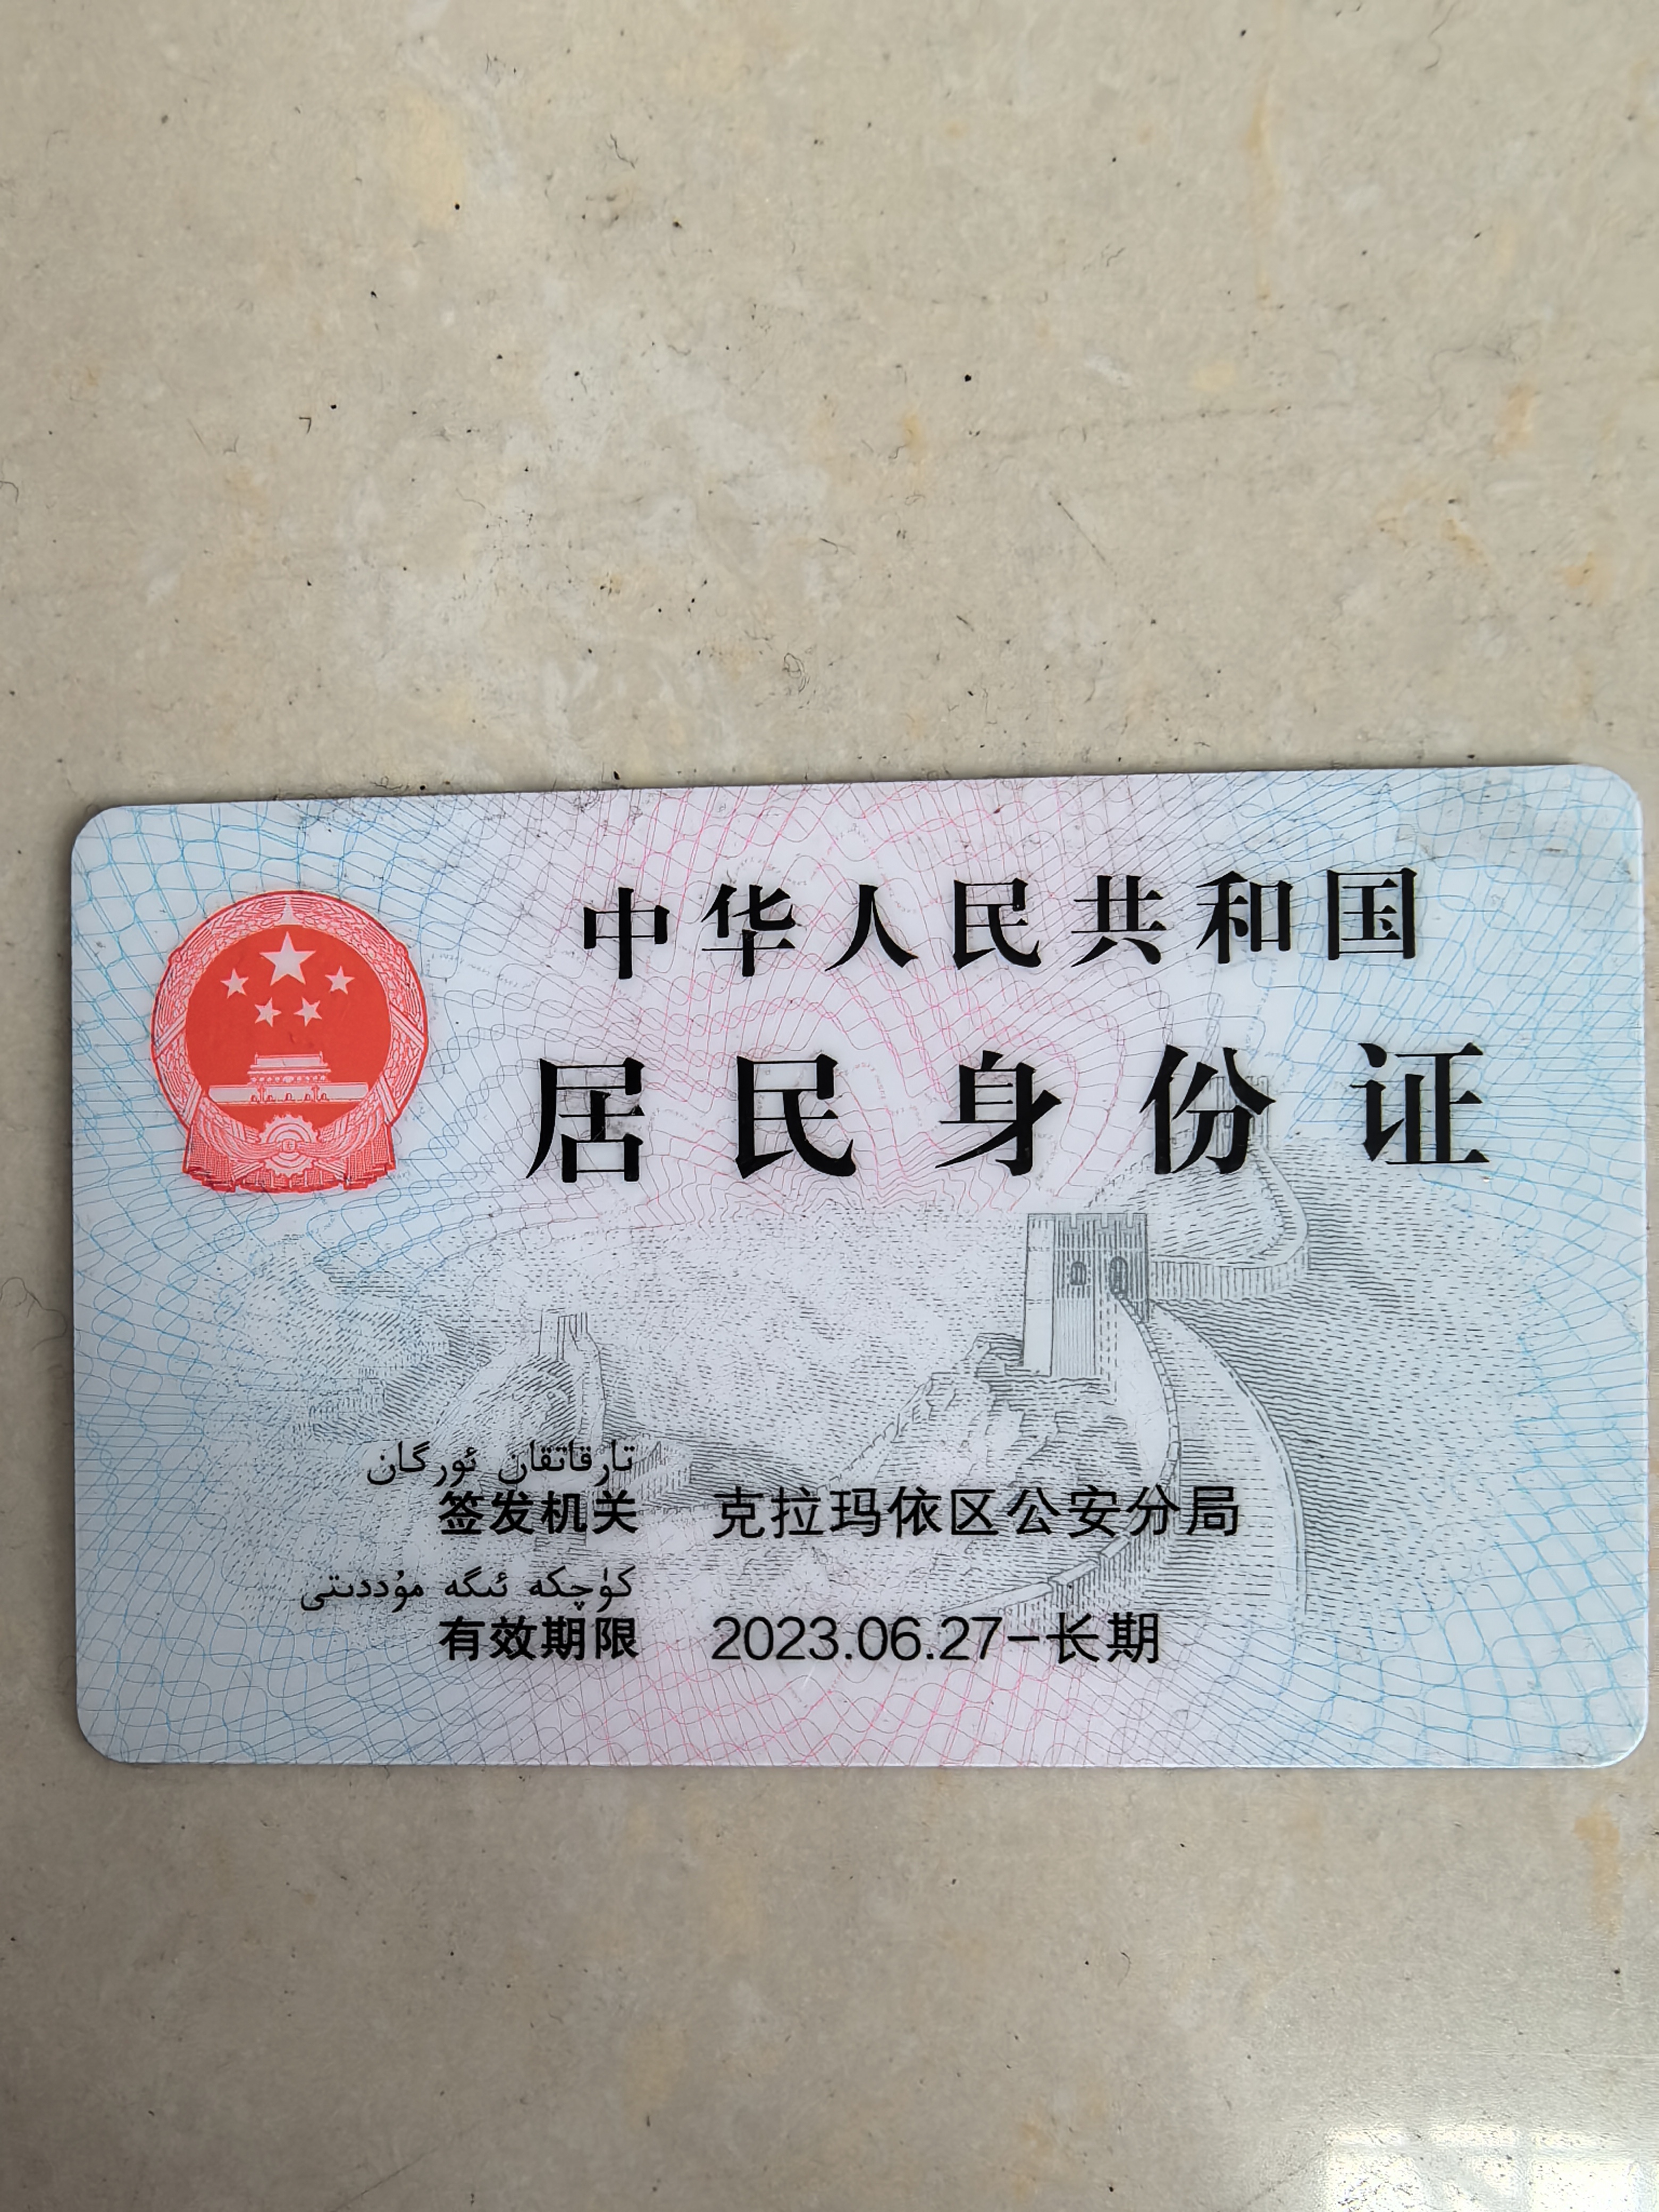 中华人民共和国
居民身份证
تارقاتقان ئورگان
签发机关 克拉玛依区公安分局
كۈچكە ئىگە مۇددىتى
有效期限 2023.06.27-长期